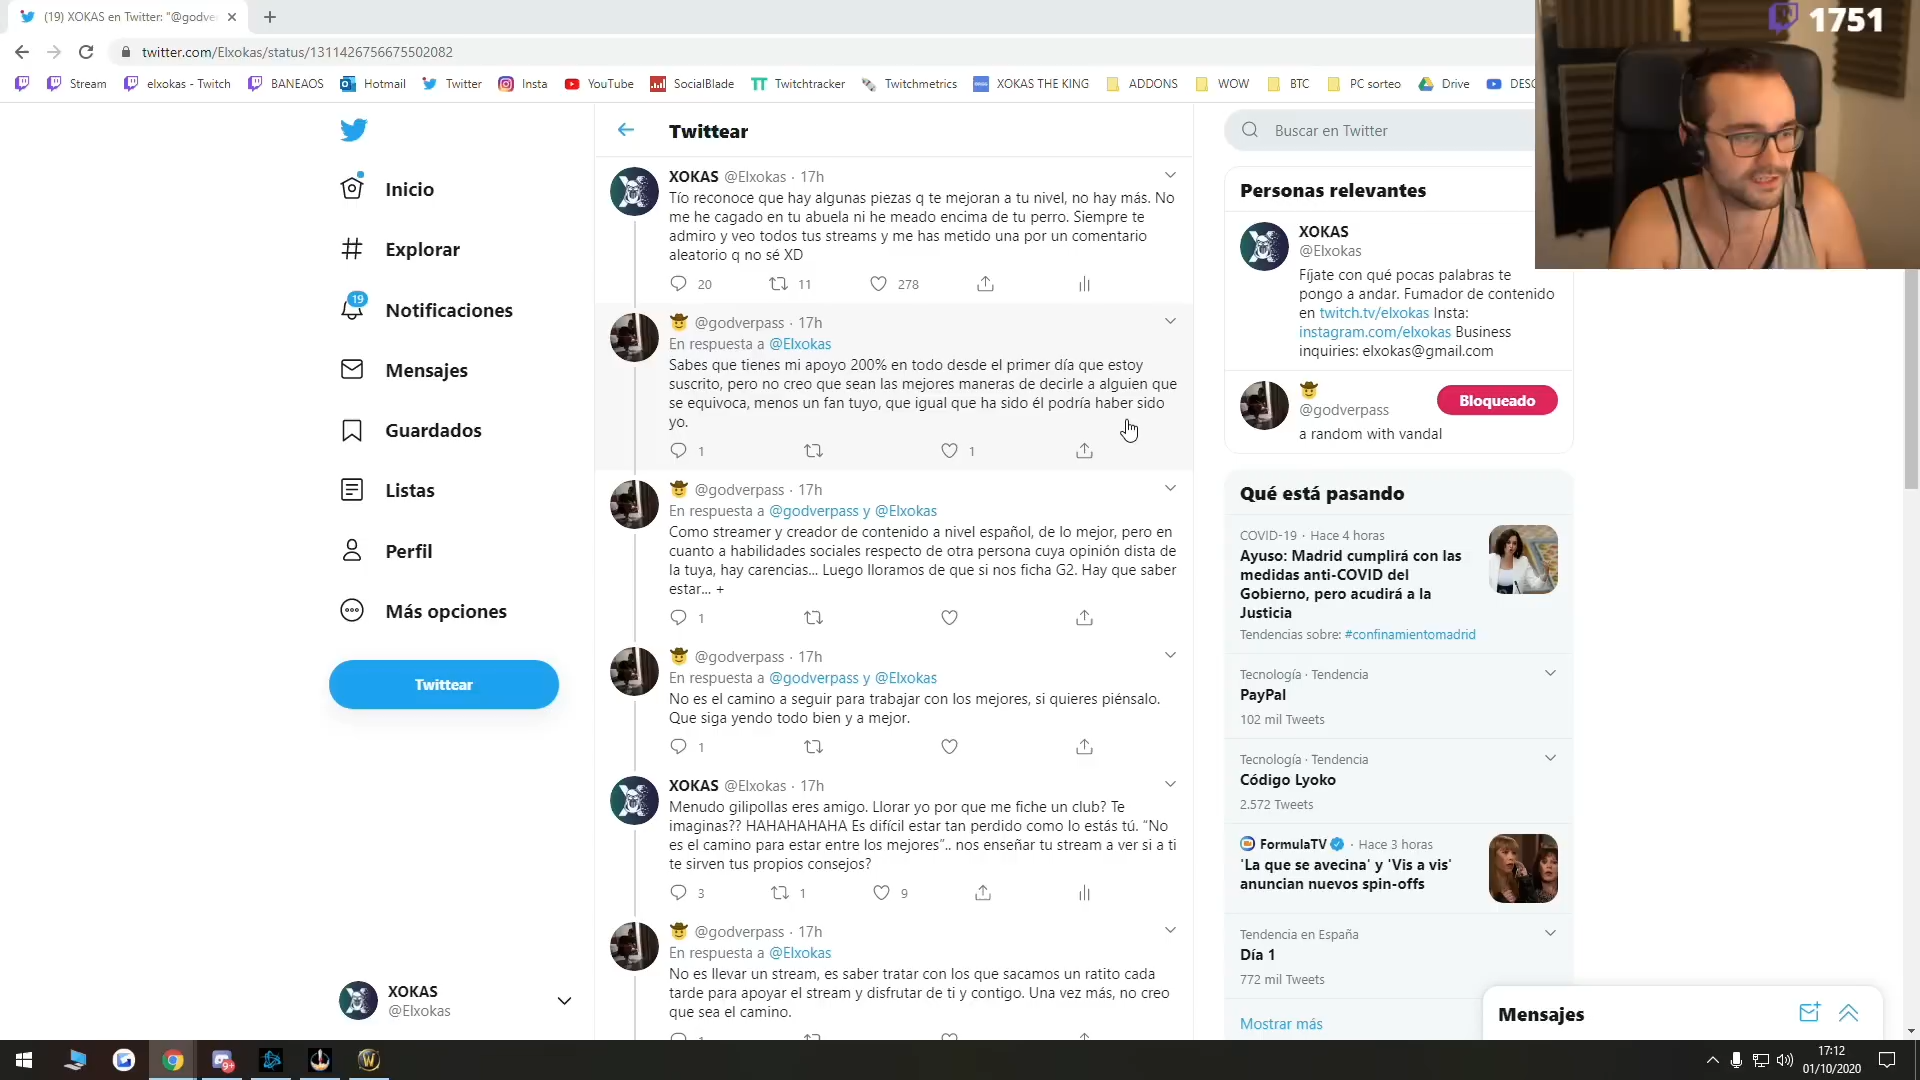 (19) XOKAS en Twitter: "@godve
1751
twitter.com/Elxokas/status/1311426756675502082
Stream
elxokas - Twitch
BANEAOS
Hotmail
Twitter
Insta
YouTube
SocialBlade
Twitchtracker
Twitchmetrics
XOKAS THE KING
ADDONS
WOW
BTC
PC sorteo
Drive
DESC
Inicio
Explorar
19
Notificaciones
Mensajes
Guardados
Listas
Perfil
Más opciones
Twittear
XOKAS
@Elxokas
Twittear
XOKAS @Elxokas · 17h
Tío reconoce que hay algunas piezas q te mejoran a tu nivel, no hay más. No
me he cagado en tu abuela ni he meado encima de tu perro. Siempre te
admiro y veo todos tus streams y me has metido una por un comentario
aleatorio q no sé XD
20 11 278
@godverpass · 17h
En respuesta a @Elxokas
Sabes que tienes mi apoyo 200% en todo desde el primer día que estoy
suscrito, pero no creo que sean las mejores maneras de decirle a alguien que
se equivoca, menos un fan tuyo, que igual que ha sido él podría haber sido
yo.
1 1
@godverpass · 17h
En respuesta a @godverpass y @Elxokas
Como streamer y creador de contenido a nivel español, de lo mejor, pero en
cuanto a habilidades sociales respecto de otra persona cuya opinión dista de
la tuya, hay carencias... Luego lloramos de que si nos ficha G2. Hay que saber
estar... +
1
@godverpass · 17h
En respuesta a @godverpass y @Elxokas
No es el camino a seguir para trabajar con los mejores, si quieres piénsalo.
Que siga yendo todo bien y a mejor.
1
XOKAS @Elxokas · 17h
Menudo gilipollas eres amigo. Llorar yo por que me fiche un club? Te
imaginas?? HAHAHAHAHA Es difícil estar tan perdido como lo estás tú. “No
es el camino para estar entre los mejores”.. nos enseñar tu stream a ver si a ti
te sirven tus propios consejos?
3 1 9
@godverpass · 17h
En respuesta a @Elxokas
No es llevar un stream, es saber tratar con los que sacamos un ratito cada
tarde para apoyar el stream y disfrutar de ti y contigo. Una vez más, no creo
que sea el camino.
Buscar en Twitter
Personas relevantes
XOKAS
@Elxokas
Fíjate con qué pocas palabras te
pongo a andar. Fumador de contenido
en twitch.tv/elxokas Insta:
instagram.com/elxokas Business
inquiries: elxokas@gmail.com
@godverpass
Bloqueado
a random with vandal
Qué está pasando
COVID-19 · Hace 4 horas
Ayuso: Madrid cumplirá con las
medidas anti-COVID del
Gobierno, pero acudirá a la
Justicia
Tendencias sobre: #confinamientomadrid
Tecnología · Tendencia
PayPal
102 mil Tweets
Tecnología · Tendencia
Código Lyoko
2.572 Tweets
FormulaTV · Hace 3 horas
'La que se avecina' y 'Vis a vis'
anuncian nuevos spin-offs
Tendencia en España
Día 1
772 mil Tweets
Mostrar más
Mensajes
9+
17:12
01/10/2020